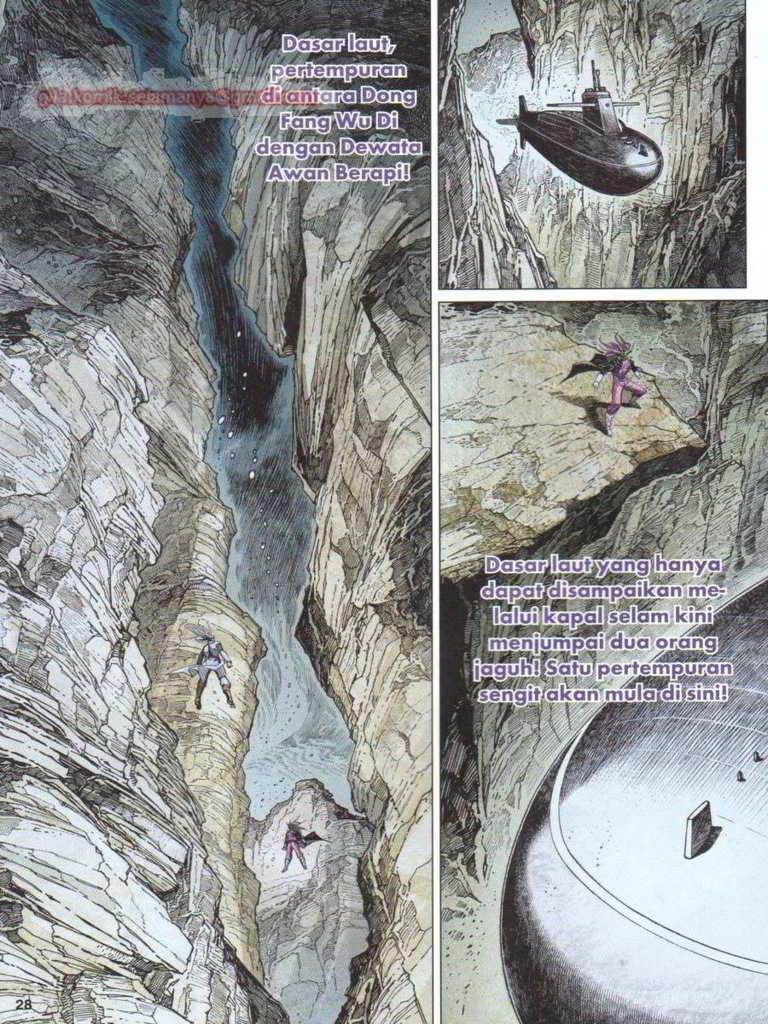 Dasar laut,
pertempuran
di antara Dong
Fang Wu Di
dengan Dewata
Awan Berapi!
Dasar laut yang hanya
dapat disampaikan me-
lalui kapal selam kini
menjumpai dua orang
jaguh! Satu pertempuran
sengit akan mula di sini!
28